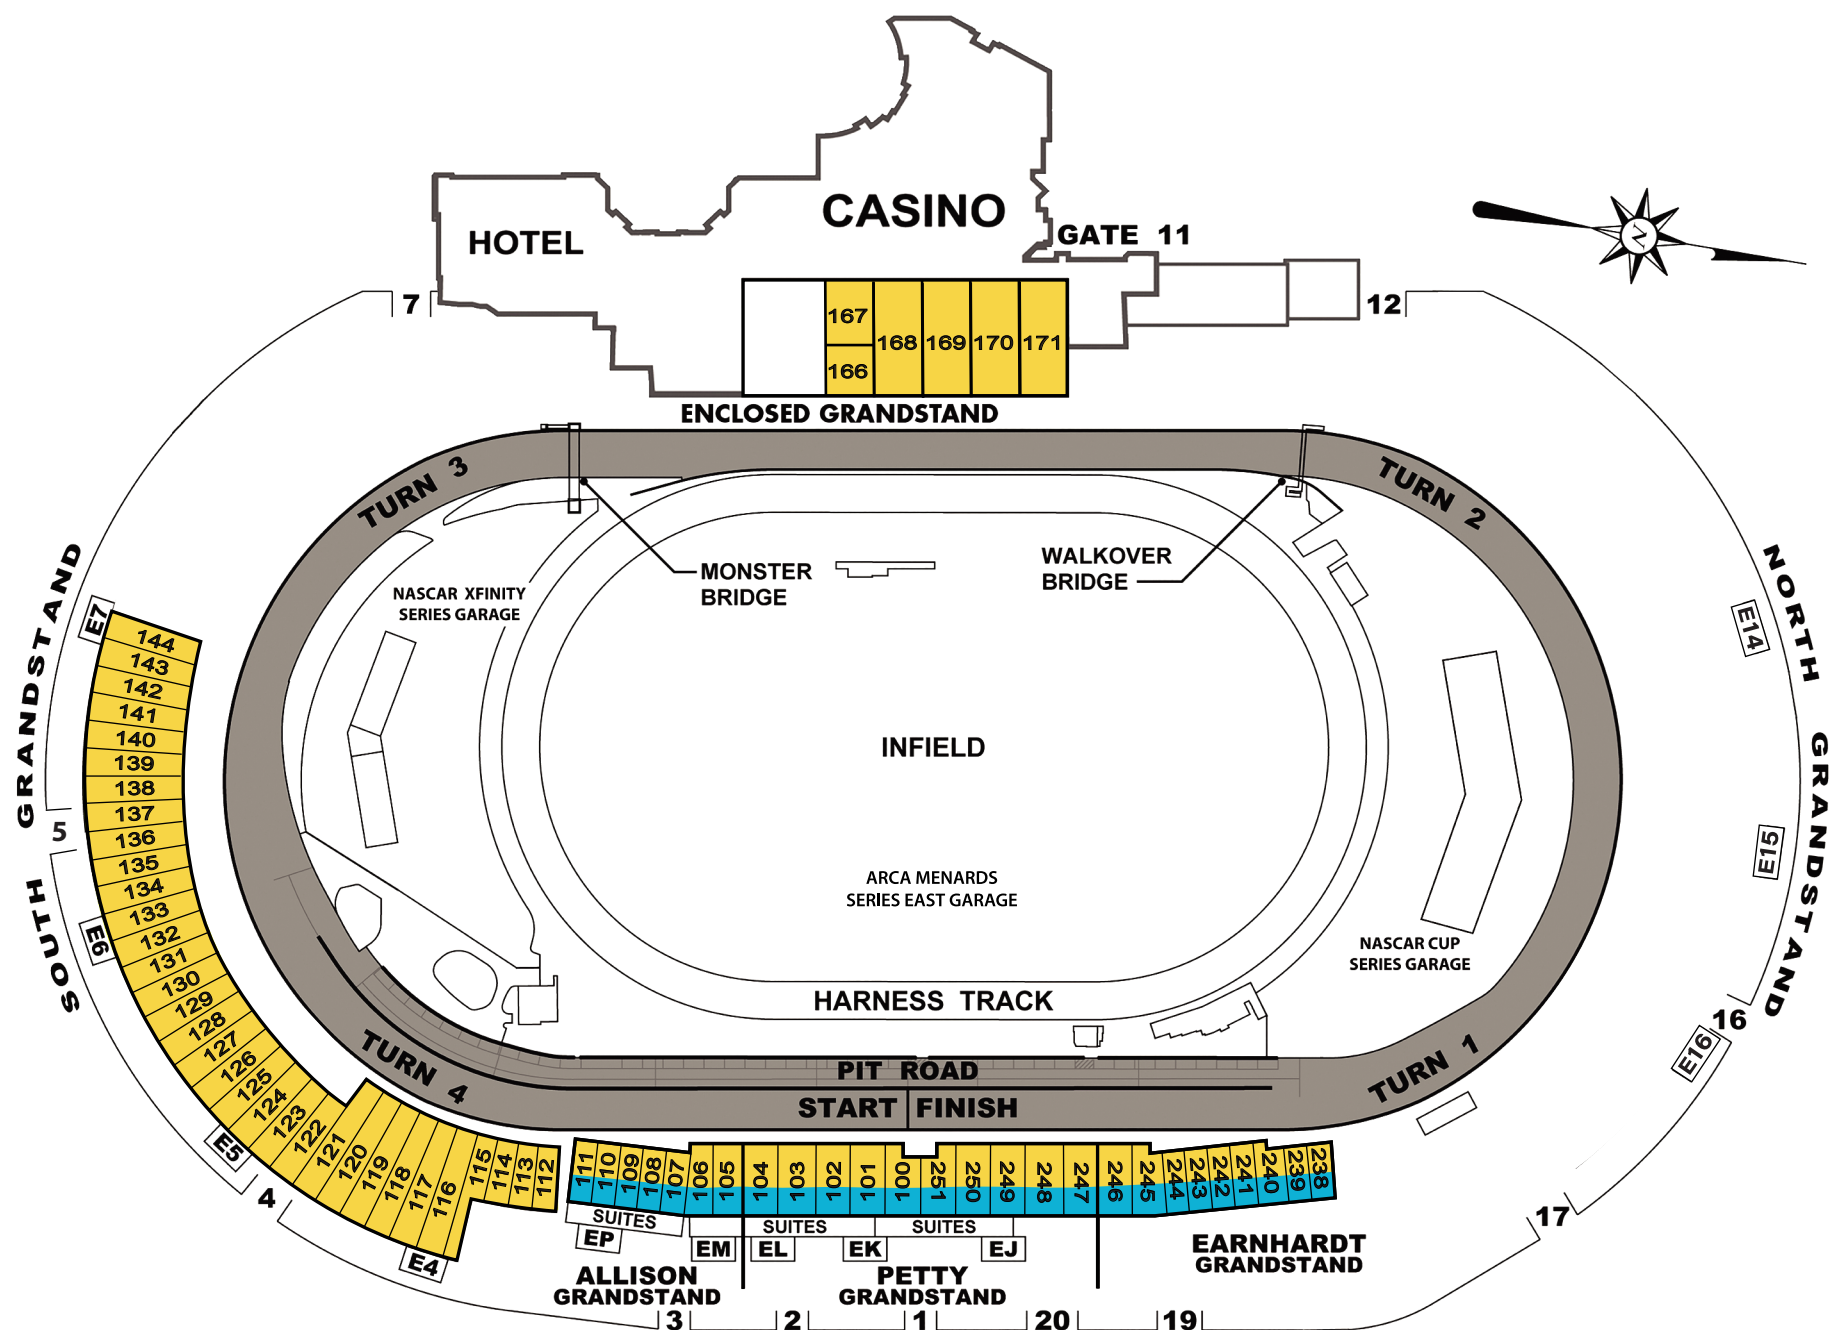 CASINO
HOTEL
GATE 11
N
7
12
167
166
168
169
170
171
ENCLOSED GRANDSTAND
TURN 3
TURN 2
MONSTER
BRIDGE
WALKOVER
BRIDGE
NASCAR XFINITY
SERIES GARAGE
SOUTH GRANDSTAND
NORTH GRANDSTAND
E7
E14
E15
E16
16
17
5
E6
E5
4
E4
144
143
142
141
140
139
138
137
136
135
134
133
132
131
130
129
128
127
126
125
124
123
122
121
120
119
118
117
116
115
114
113
112
INFIELD
ARCA MENARDS
SERIES EAST GARAGE
NASCAR CUP
SERIES GARAGE
HARNESS TRACK
PIT ROAD
START FINISH
TURN 4
TURN 1
111
110
109
108
107
106
105
104
103
102
101
100
251
250
249
248
247
246
245
244
243
242
241
240
239
238
SUITES
SUITES
SUITES
EP
EM
EL
EK
EJ
ALLISON
GRANDSTAND
PETTY
GRANDSTAND
EARNHARDT
GRANDSTAND
3
2
1
20
19